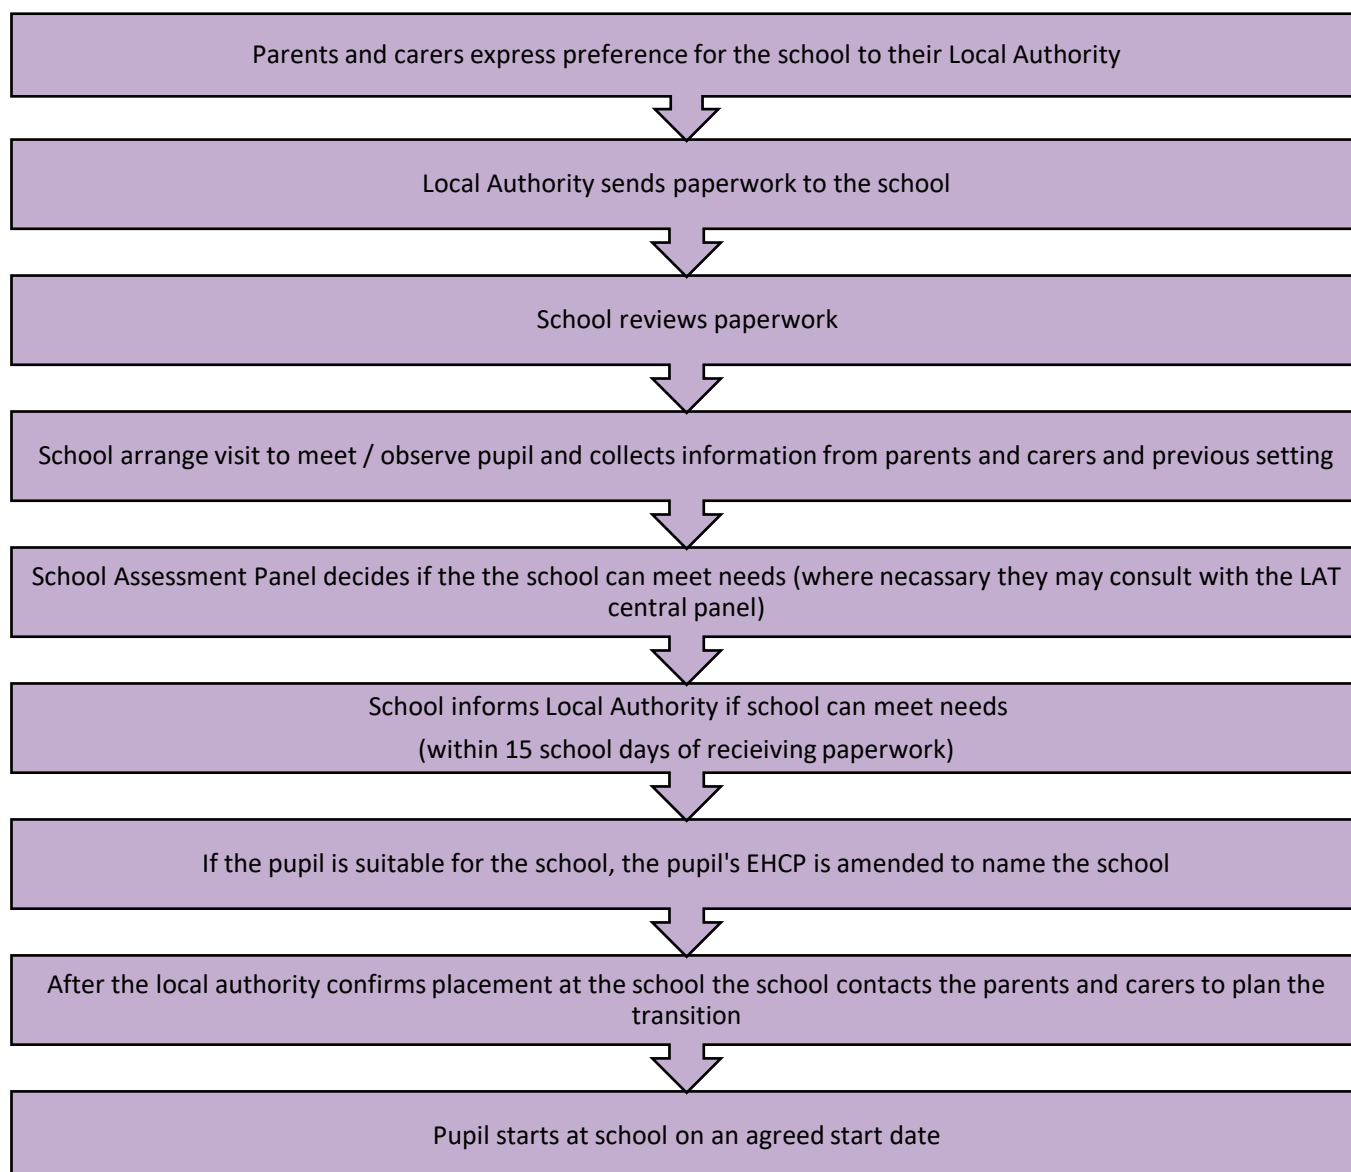 Parents and carers express preference for the school to their Local Authority
Local Authority sends paperwork to the school
School reviews paperwork
School arrange visit to meet / observe pupil and collects information from parents and carers and previous setting
School Assessment Panel decides if the the school can meet needs (where necassary they may consult with the LAT
central panel)
School informs Local Authority if school can meet needs
(within 15 school days of recieiving paperwork)
If the pupil is suitable for the school, the pupil's EHCP is amended to name the school
After the local authority confirms placement at the school the school contacts the parents and carers to plan the
transition
Pupil starts at school on an agreed start date